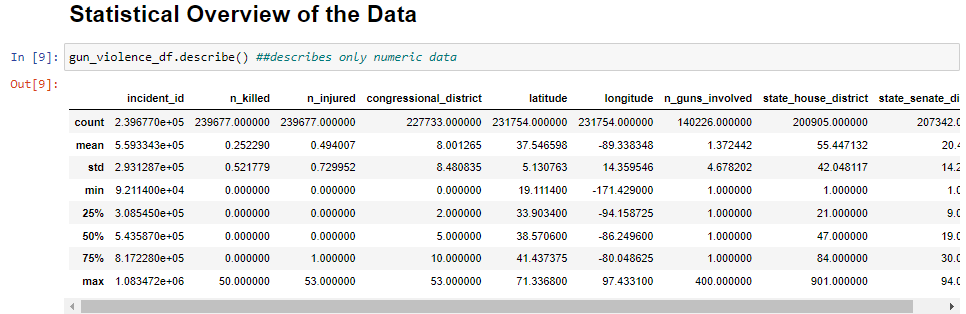 Statistical Overview of the Data
In [9]: gun_violence_df.describe() ##describes only numeric data
Out[9]:
incident_id n_killed n_injured congressional_district latitude longitude n_guns_involved state_house_district state_senate_di
count 2.396770e+05 239677.000000 239677.000000 227733.000000 231754.000000 231754.000000 140226.000000 200905.000000 207342.0
mean 5.593343e+05 0.252290 0.494007 8.001265 37.546598 -89.338348 1.372442 55.447132 20.4
std 2.931287e+05 0.521779 0.729952 8.480835 5.130763 14.359546 4.678202 42.048117 14.2
min 9.211400e+04 0.000000 0.000000 0.000000 19.111400 -171.429000 1.000000 1.000000 1.0
25% 3.085450e+05 0.000000 0.000000 2.000000 33.903400 -94.158725 1.000000 21.000000 9.0
50% 5.435870e+05 0.000000 0.000000 5.000000 38.570600 -86.249600 1.000000 47.000000 19.0
75% 8.172280e+05 0.000000 1.000000 10.000000 41.437375 -80.048625 1.000000 84.000000 30.0
max 1.083472e+06 50.000000 53.000000 53.000000 71.336800 97.433100 400.000000 901.000000 94.0